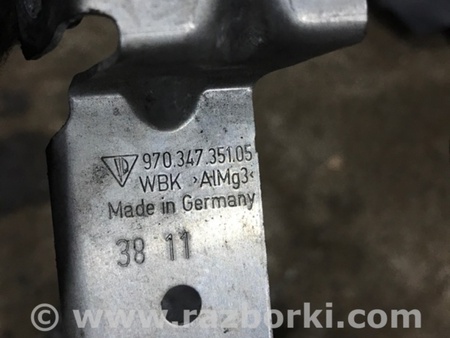 970.347.351.05
WBK >AlMg3<
Made in Germany
38 11
© www.razborki.com